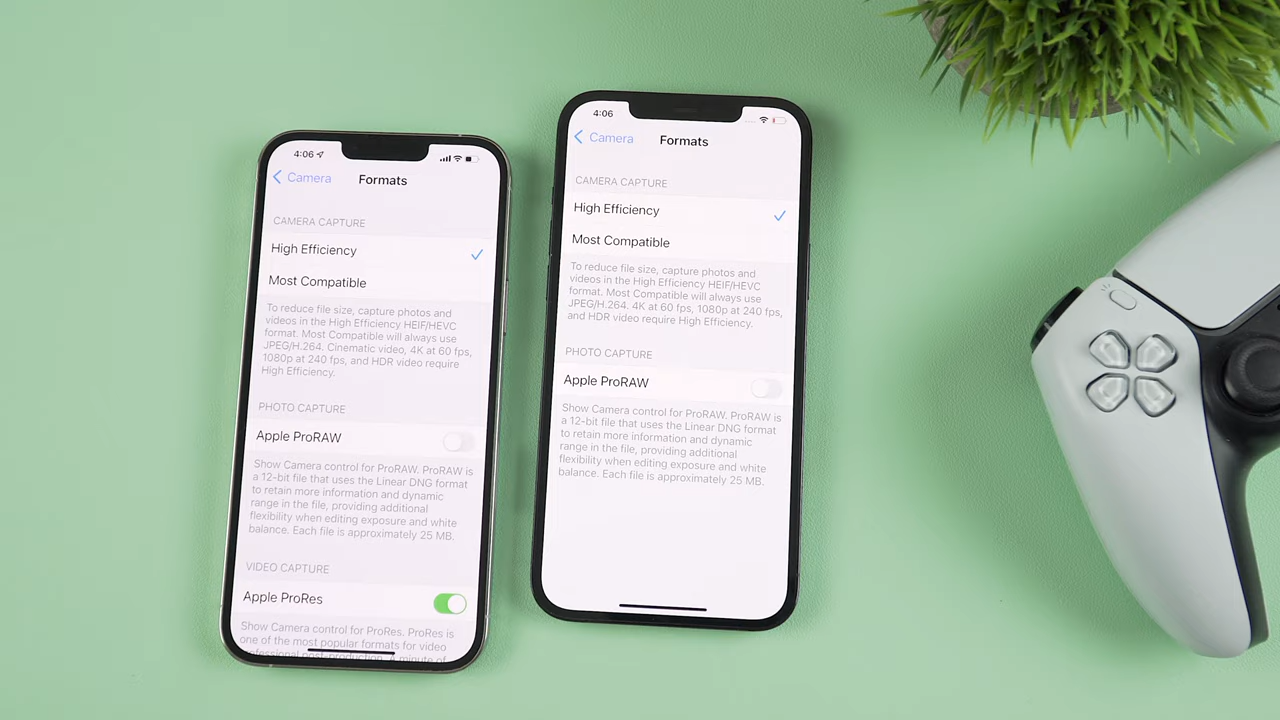 4:06
Camera
Formats
CAMERA CAPTURE
High Efficiency
Most Compatible
To reduce file size, capture photos and
videos in the High Efficiency HEIF/HEVC
format. Most Compatible will always use
JPEG/H.264. Cinematic video, 4K at 60 fps,
1080p at 240 fps, and HDR video require
High Efficiency.
PHOTO CAPTURE
Apple ProRAW
Show Camera control for ProRAW. ProRAW is
a 12-bit file that uses the Linear DNG format
to retain more information and dynamic
range in the file, providing additional
flexibility when editing exposure and white
balance. Each file is approximately 25 MB.
VIDEO CAPTURE
Apple ProRes
Show Camera control for ProRes. ProRes is
one of the most popular formats for video
professional post-production. A minute of
4:06
Camera
Formats
CAMERA CAPTURE
High Efficiency
Most Compatible
To reduce file size, capture photos and
videos in the High Efficiency HEIF/HEVC
format. Most Compatible will always use
JPEG/H.264. 4K at 60 fps, 1080p at 240 fps,
and HDR video require High Efficiency.
PHOTO CAPTURE
Apple ProRAW
Show Camera control for ProRAW. ProRAW is
a 12-bit file that uses the Linear DNG format
to retain more information and dynamic
range in the file, providing additional
flexibility when editing exposure and white
balance. Each file is approximately 25 MB.